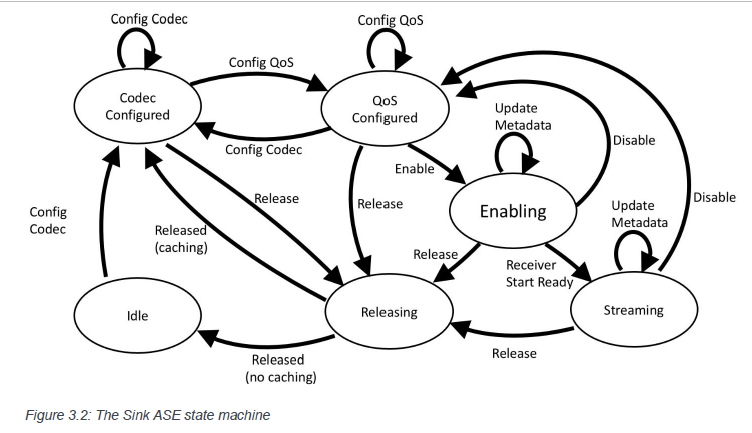 Config Codec
Config QoS
Config QoS
Codec
Configured
QoS
Configured
Update
Metadata
Config Codec
Disable
Enable
Config
Codec
Release
Release
Enabling
Update
Metadata
Disable
Released
(caching)
Release
Receiver
Start Ready
Idle
Releasing
Streaming
Release
Released
(no caching)
Figure 3.2: The Sink ASE state machine